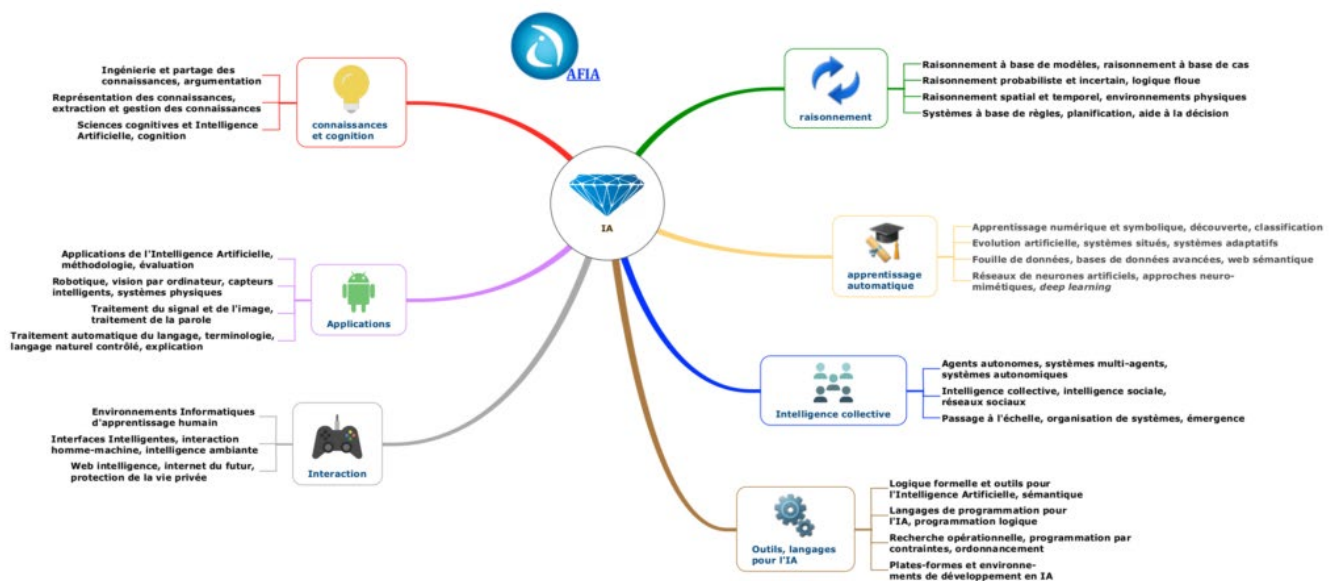 AFIA
Ingénierie et partage des
connaissances, argumentation
Représentation des connaissances,
extraction et gestion des connaissances
Sciences cognitives et Intelligence
Artificielle, cognition
connaissances
et cognition
Applications de l'Intelligence Artificielle,
méthodologie, évaluation
Robotique, vision par ordinateur, capteurs
intelligents, systèmes physiques
Traitement du signal et de l'image,
traitement de la parole
Traitement automatique du langage, terminologie,
langage naturel contrôlé, explication
Applications
Environnements Informatiques
d'apprentissage humain
Interfaces Intelligentes, interaction
homme-machine, intelligence ambiante
Web intelligence, internet du futur,
protection de la vie privée
Interaction
IA
raisonnement
Raisonnement à base de modèles, raisonnement à base de cas
Raisonnement probabiliste et incertain, logique floue
Raisonnement spatial et temporel, environnements physiques
Systèmes à base de règles, planification, aide à la décision
apprentissage
automatique
Apprentissage numérique et symbolique, découverte, classification
Evolution artificielle, systèmes situés, systèmes adaptatifs
Fouille de données, bases de données avancées, web sémantique
Réseaux de neurones artificiels, approches neuro-
mimétiques, deep learning
Intelligence collective
Agents autonomes, systèmes multi-agents,
systèmes autonomiques
Intelligence collective, intelligence sociale,
réseaux sociaux
Passage à l'échelle, organisation de systèmes, émergence
Outils, langages
pour l'IA
Logique formelle et outils pour
l'Intelligence Artificielle, sémantique
Langages de programmation pour
l'IA, programmation logique
Recherche opérationnelle, programmation par
contraintes, ordonnancement
Plates-formes et environne-
ments de développement en IA